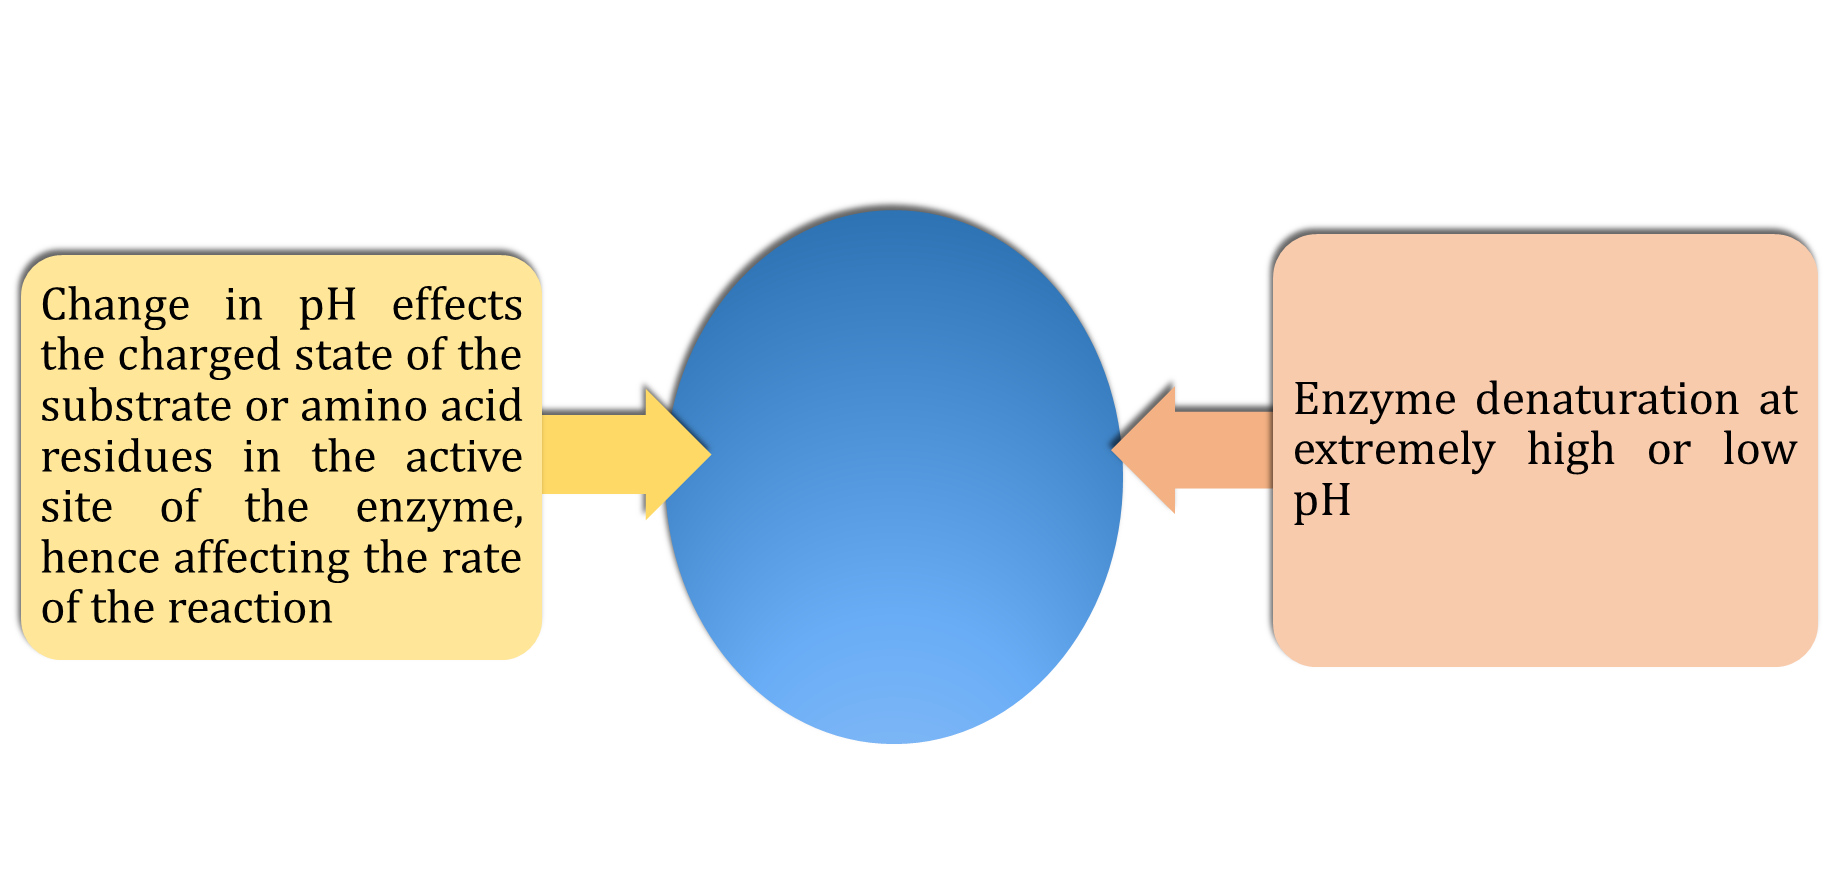 Change in pH effects
the charged state of the
substrate or amino acid
residues in the active
site of the enzyme,
hence affecting the rate
of the reaction
Enzyme denaturation at
extremely high or low
pH